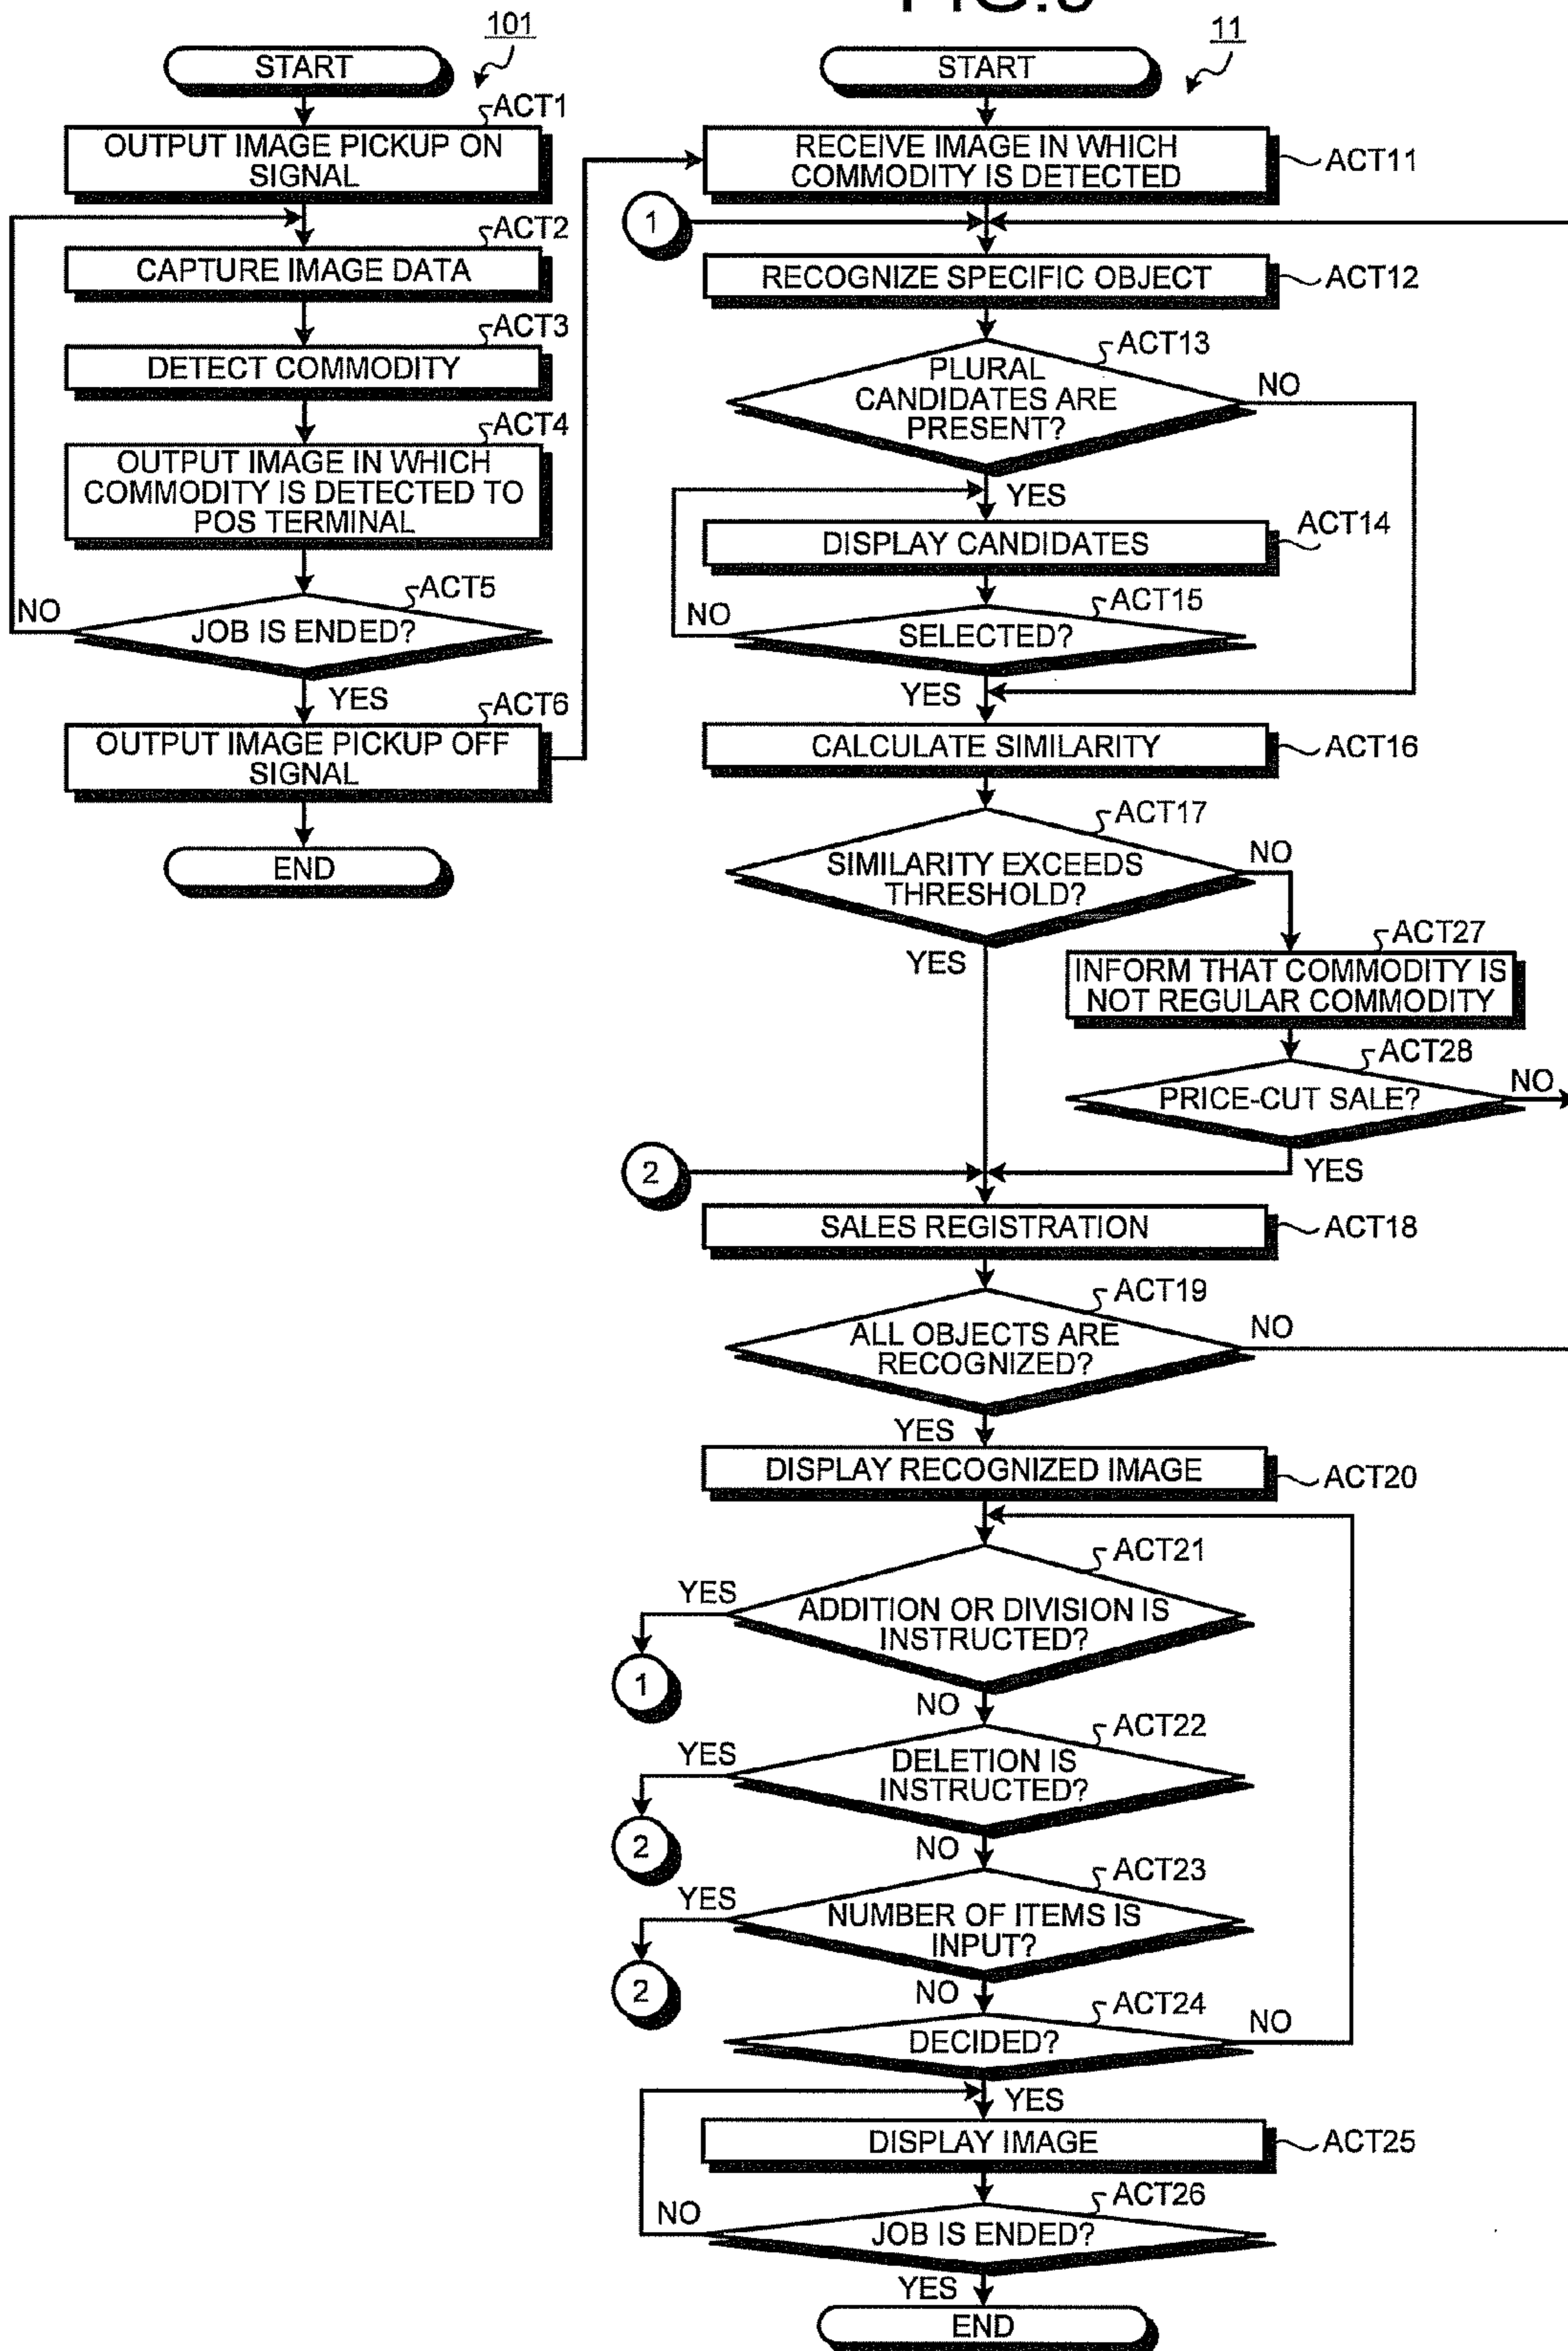 101
START
ACT1
OUTPUT IMAGE PICKUP ON
SIGNAL
ACT2
CAPTURE IMAGE DATA
ACT3
DETECT COMMODITY
ACT4
OUTPUT IMAGE IN WHICH
COMMODITY IS DETECTED TO
POS TERMINAL
ACT5
NO
JOB IS ENDED?
YES
ACT6
OUTPUT IMAGE PICKUP OFF
SIGNAL
END
11
START
RECEIVE IMAGE IN WHICH
COMMODITY IS DETECTED
ACT11
1
RECOGNIZE SPECIFIC OBJECT
ACT12
ACT13
PLURAL
CANDIDATES ARE
PRESENT?
NO
YES
DISPLAY CANDIDATES
ACT14
ACT15
NO
SELECTED?
YES
CALCULATE SIMILARITY
ACT16
ACT17
SIMILARITY EXCEEDS
THRESHOLD?
NO
YES
ACT27
INFORM THAT COMMODITY IS
NOT REGULAR COMMODITY
ACT28
PRICE-CUT SALE?
NO
YES
2
SALES REGISTRATION
ACT18
ACT19
ALL OBJECTS ARE
RECOGNIZED?
NO
YES
DISPLAY RECOGNIZED IMAGE
ACT20
ACT21
YES
ADDITION OR DIVISION IS
INSTRUCTED?
1
NO
ACT22
YES
DELETION IS
INSTRUCTED?
2
NO
ACT23
YES
NUMBER OF ITEMS IS
INPUT?
2
NO
ACT24
DECIDED?
NO
YES
DISPLAY IMAGE
ACT25
ACT26
NO
JOB IS ENDED?
YES
END